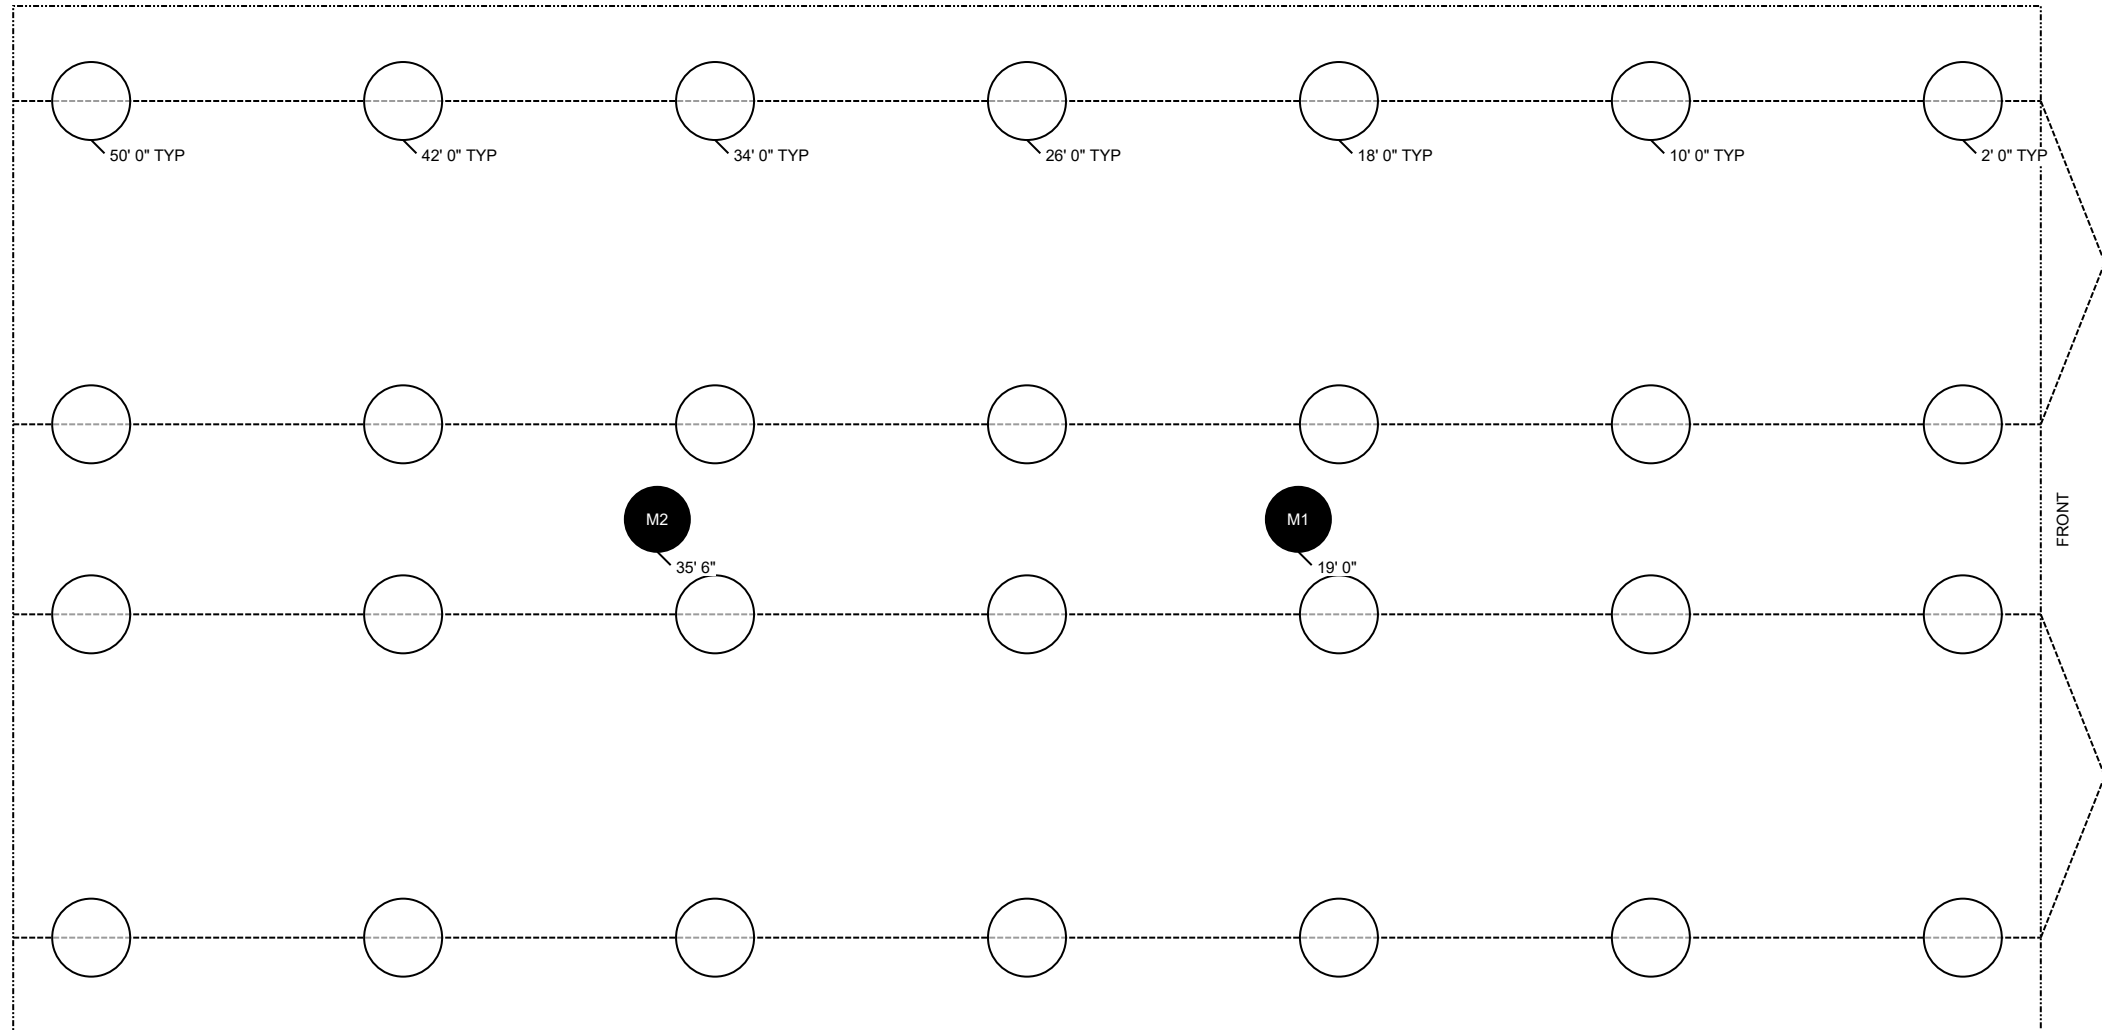 50' 0" TYP
42' 0" TYP
34' 0" TYP
26' 0" TYP
18' 0" TYP
10' 0" TYP
2' 0" TYP
M2
M1
FRONT
35' 6"
19' 0"